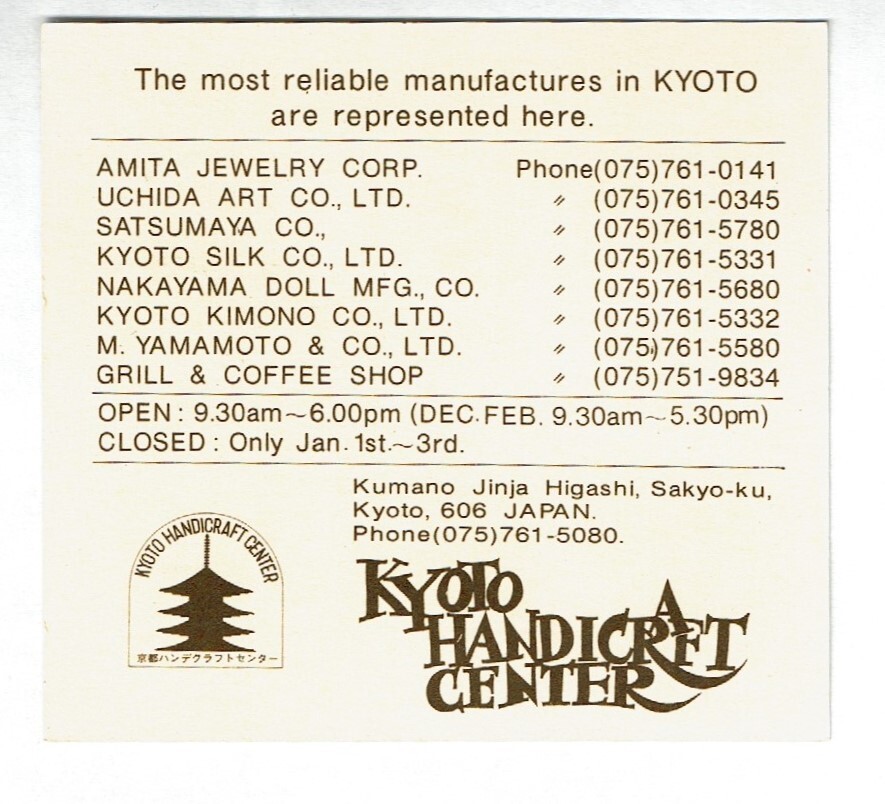 The most reliable manufactures in KYOTO
are represented here.
AMITA JEWELRY CORP. Phone(075)761-0141
UCHIDA ART CO., LTD. 〃 (075)761-0345
SATSUMAYA CO., 〃 (075)761-5780
KYOTO SILK CO., LTD. 〃 (075)761-5331
NAKAYAMA DOLL MFG., CO. 〃 (075)761-5680
KYOTO KIMONO CO., LTD. 〃 (075)761-5332
M. YAMAMOTO & CO., LTD. 〃 (075)761-5580
GRILL & COFFEE SHOP 〃 (075)751-9834
OPEN : 9.30am~6.00pm (DEC. FEB. 9.30am~5.30pm)
CLOSED : Only Jan. 1st.~3rd.
Kumano Jinja Higashi, Sakyo-ku,
Kyoto, 606 JAPAN.
Phone(075)761-5080.
KYOTO HANDICRAFT CENTER
京都ハンデクラフトセンター
KYOTO
HANDICRAFT
CENTER